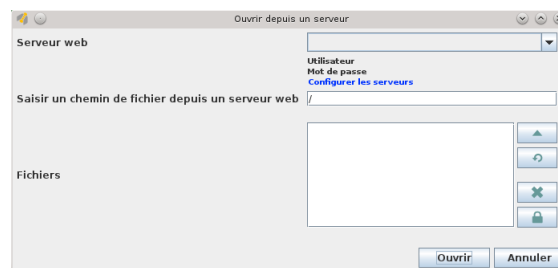 Ouvrir depuis un serveur
Serveur web
Utilisateur
Mot de passe
Configurer les serveurs
Saisir un chemin de fichier depuis un serveur web /
Fichiers
Ouvrir Annuler